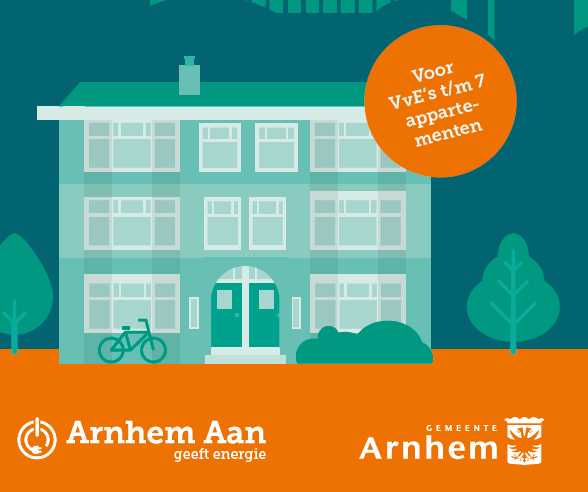 Voor
VvE's t/m 7
apparte-
menten
Arnhem Aan
geeft energie
GEMEENTE
Arnhem